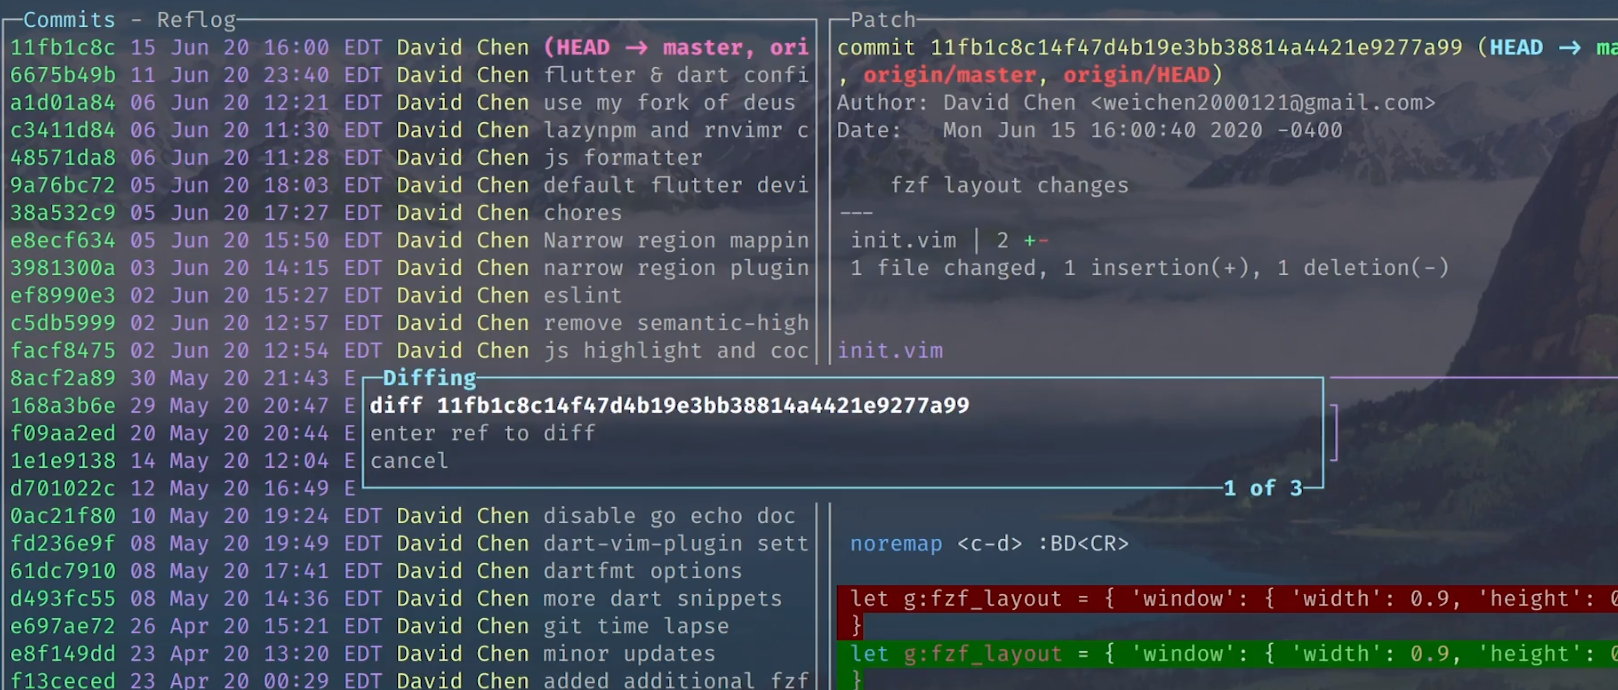 Commits - Reflog
11fb1c8c 15 Jun 20 16:00 EDT David Chen (HEAD → master, ori
6675b49b 11 Jun 20 23:40 EDT David Chen flutter & dart confi
a1d01a84 06 Jun 20 12:21 EDT David Chen use my fork of deus
c3411d84 06 Jun 20 11:30 EDT David Chen lazynpm and rnvimr c
48571da8 06 Jun 20 11:28 EDT David Chen js formatter
9a76bc72 05 Jun 20 18:03 EDT David Chen default flutter devi
38a532c9 05 Jun 20 17:27 EDT David Chen chores
e8ecf634 05 Jun 20 15:50 EDT David Chen Narrow region mappin
3981300a 03 Jun 20 14:15 EDT David Chen narrow region plugin
ef8990e3 02 Jun 20 15:27 EDT David Chen eslint
c5db5999 02 Jun 20 12:57 EDT David Chen remove semantic-high
facf8475 02 Jun 20 12:54 EDT David Chen js highlight and coc
8acf2a89 30 May 20 21:43 E
168a3b6e 29 May 20 20:47 E
f09aa2ed 20 May 20 20:44 E
1e1e9138 14 May 20 12:04 E
d701022c 12 May 20 16:49 E
0ac21f80 10 May 20 19:24 EDT David Chen disable go echo doc
fd236e9f 08 May 20 19:49 EDT David Chen dart-vim-plugin sett
61dc7910 08 May 20 17:41 EDT David Chen dartfmt options
d493fc55 08 May 20 14:36 EDT David Chen more dart snippets
e697ae72 26 Apr 20 15:21 EDT David Chen git time lapse
e8f149dd 23 Apr 20 13:20 EDT David Chen minor updates
f13ceced 23 Apr 20 00:29 EDT David Chen added additional fzf
Diffing
diff 11fb1c8c14f47d4b19e3bb38814a4421e9277a99
enter ref to diff
cancel
1 of 3
Patch
commit 11fb1c8c14f47d4b19e3bb38814a4421e9277a99 (HEAD → ma
, origin/master, origin/HEAD)
Author: David Chen <weichen2000121@gmail.com>
Date:   Mon Jun 15 16:00:40 2020 -0400
fzf layout changes
---
init.vim | 2 +-
1 file changed, 1 insertion(+), 1 deletion(-)
init.vim
noremap <c-d> :BD<CR>
let g:fzf_layout = { 'window': { 'width': 0.9, 'height': 0
}
let g:fzf_layout = { 'window': { 'width': 0.9, 'height': 0
}